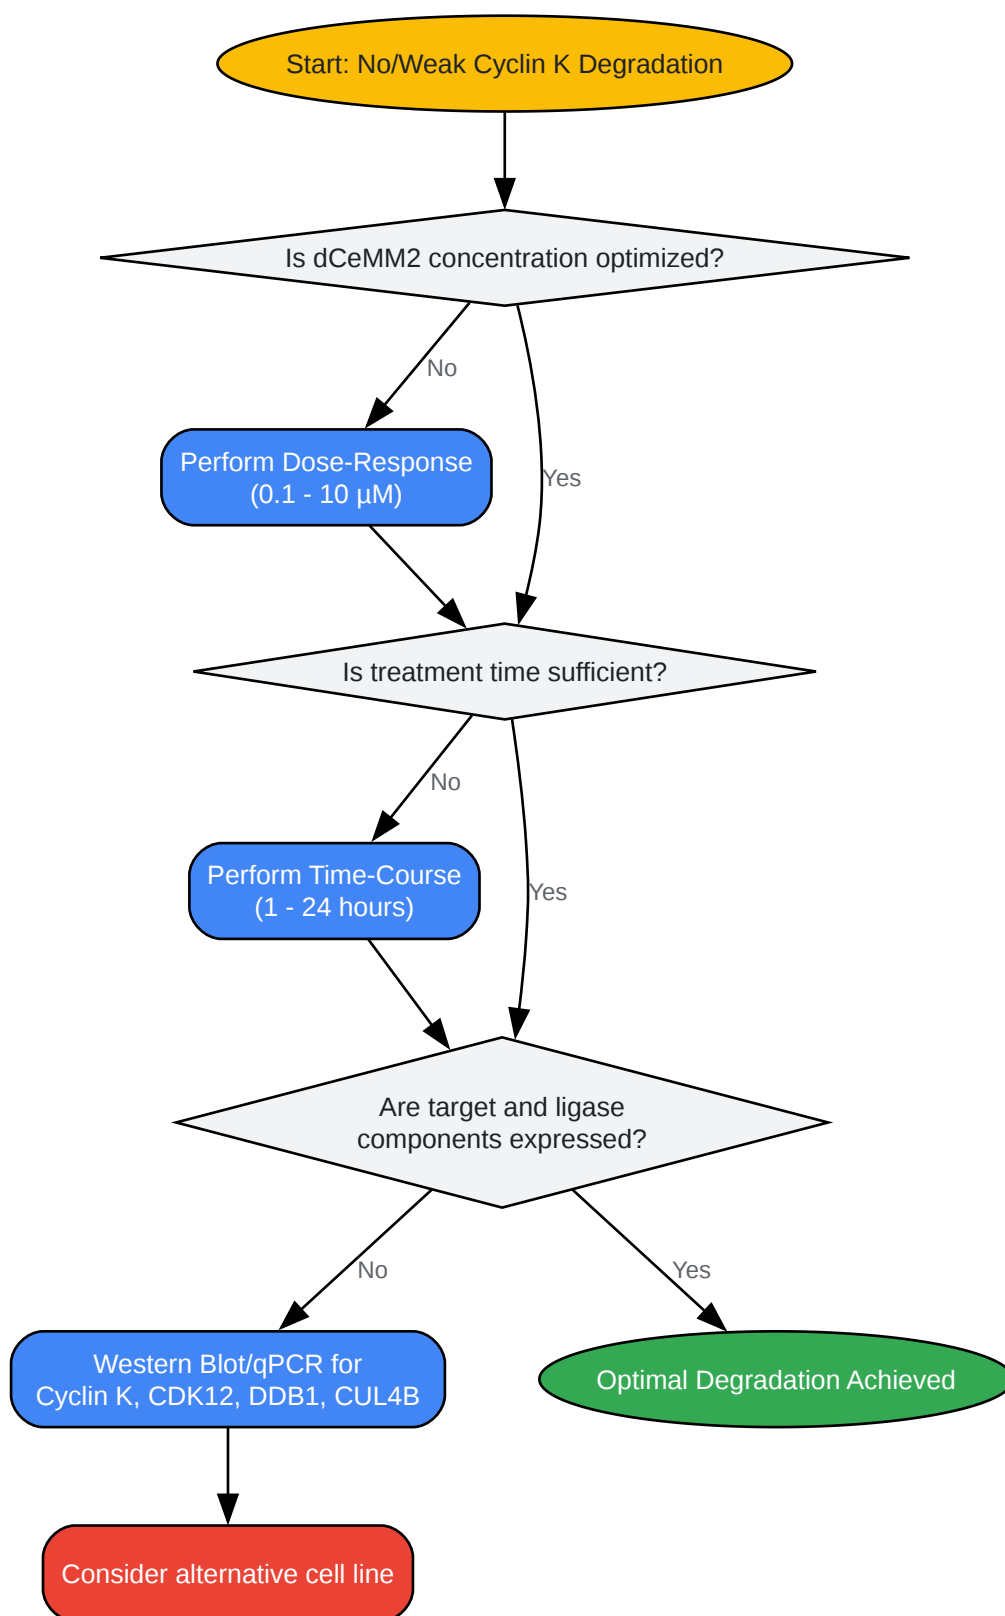 Start: No/Weak Cyclin K Degradation
Is dCeMM2 concentration optimized?
No
Perform Dose-Response
(0.1 - 10 µM)
Yes
Is treatment time sufficient?
No
Perform Time-Course
(1 - 24 hours)
Yes
Are target and ligase
components expressed?
No
Yes
Western Blot/qPCR for
Cyclin K, CDK12, DDB1, CUL4B
Optimal Degradation Achieved
Consider alternative cell line